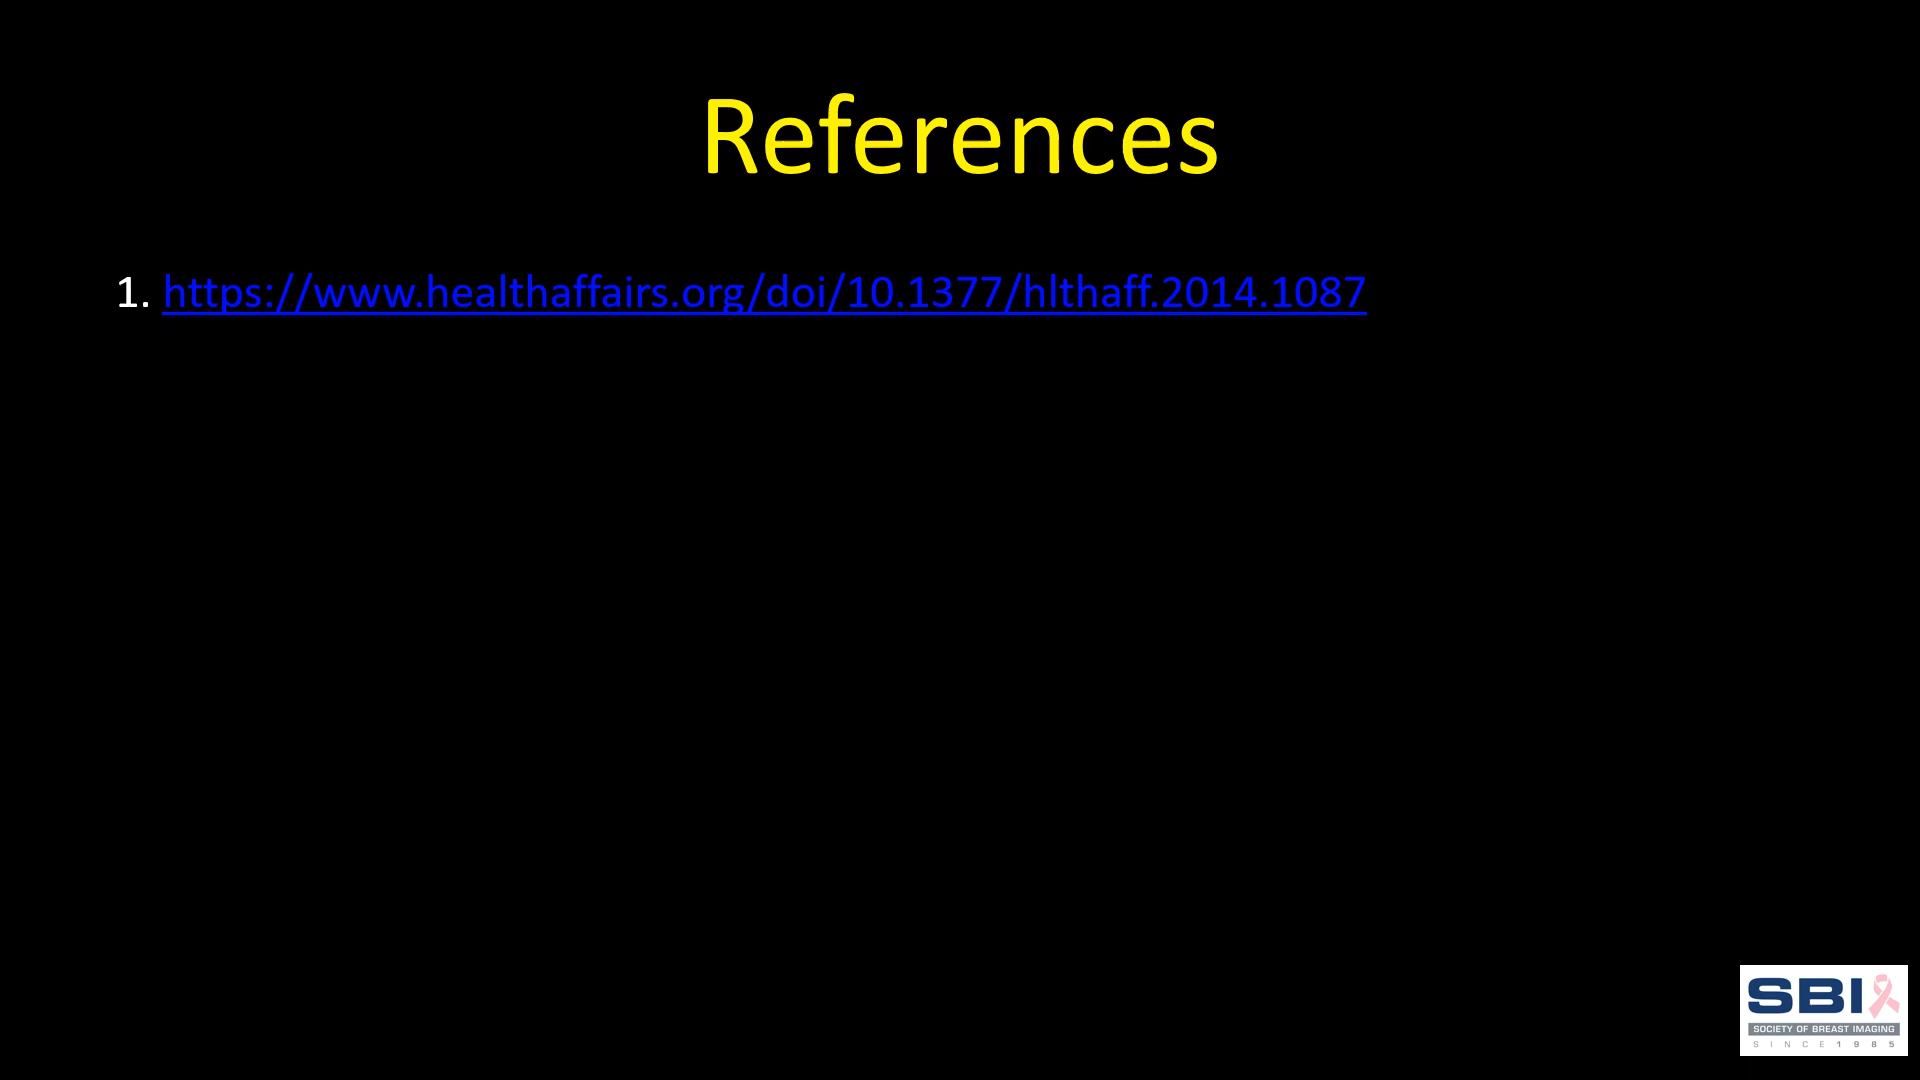 References
1. https://www.healthaffairs.org/doi/10.1377/hlthaff.2014.1087
SBI
SOCIETY OF BREAST IMAGING
SINCE 1985